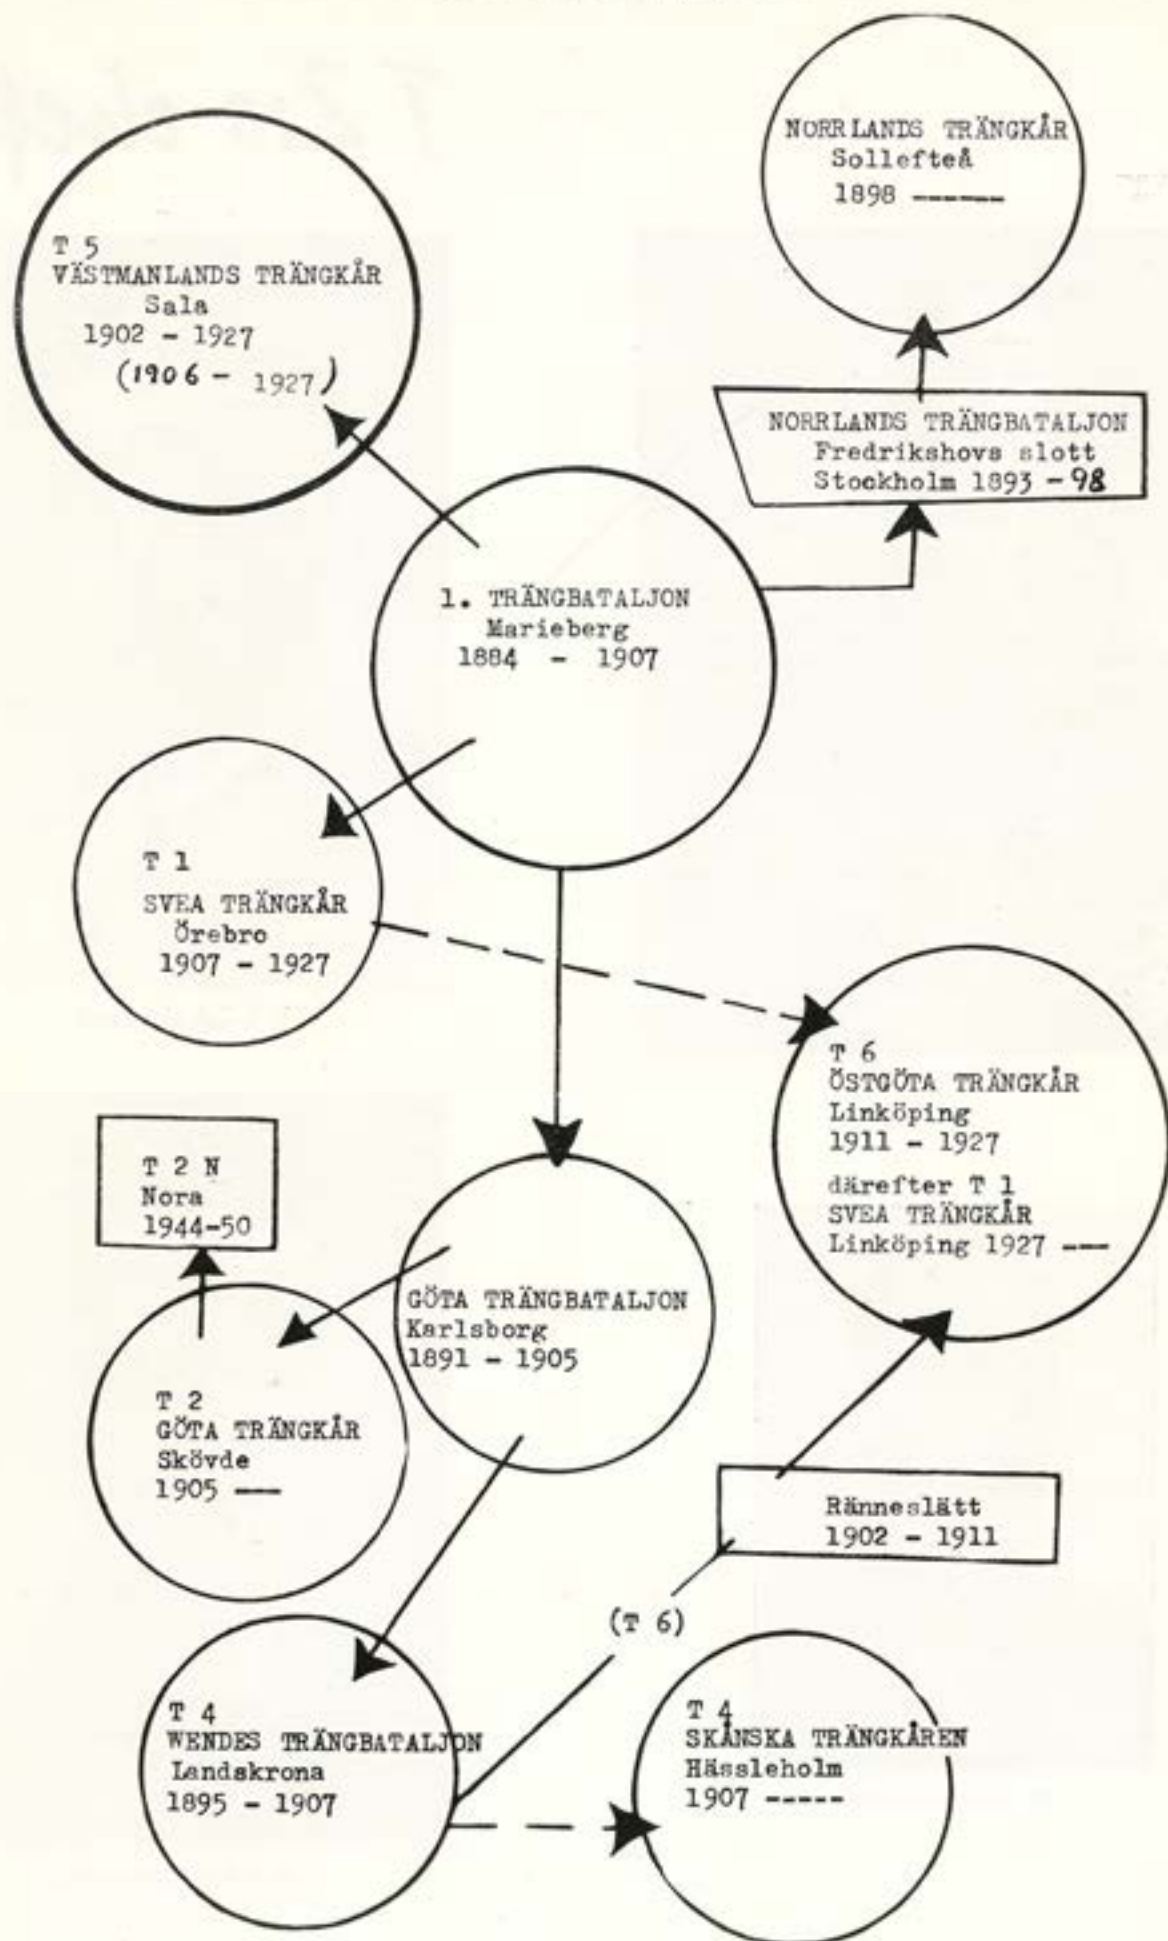 NORRLANDS TRÄNGKÅR
Sollefteå
1898 ------
T 5
VÄSTMANLANDS TRÄNGKÅR
Sala
1902 - 1927
(1906 - 1927)
NORRLANDS TRÄNGBATALJON
Fredrikshovs slott
Stockholm 1893 - 98
1. TRÄNGBATALJON
Marieberg
1884 - 1907
T 1
SVEA TRÄNGKÅR
Örebro
1907 - 1927
T 6
ÖSTGÖTA TRÄNGKÅR
Linköping
1911 - 1927
därefter T 1
SVEA TRÄNGKÅR
Linköping 1927 ---
T 2 N
Nora
1944-50
GÖTA TRÄNGBATALJON
Karlsborg
1891 - 1905
T 2
GÖTA TRÄNGKÅR
Skövde
1905 ---
Ränneslätt
1902 - 1911
(T 6)
T 4
WENDES TRÄNGBATALJON
Landskrona
1895 - 1907
T 4
SKÅNSKA TRÄNGKÅREN
Hässleholm
1907 -----